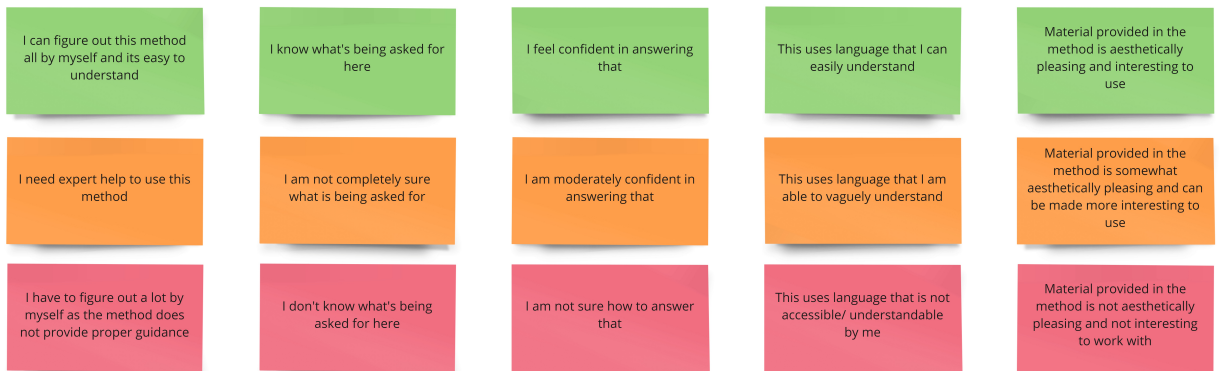 I can figure out this method
all by myself and its easy to
understand
I know what's being asked for
here
I feel confident in answering
that
This uses language that I can
easily understand
Material provided in the
method is aesthetically
pleasing and interesting to
use
I need expert help to use this
method
I am not completely sure
what is being asked for
I am moderately confident in
answering that
This uses language that I am
able to vaguely understand
Material provided in the
method is somewhat
aesthetically pleasing and can
be made more interesting to
use
I have to figure out a lot by
myself as the method does
not provide proper guidance
I don't know what's being
asked for here
I am not sure how to answer
that
This uses language that is not
accessible/ understandable
by me
Material provided in the
method is not aesthetically
pleasing and not interesting
to work with